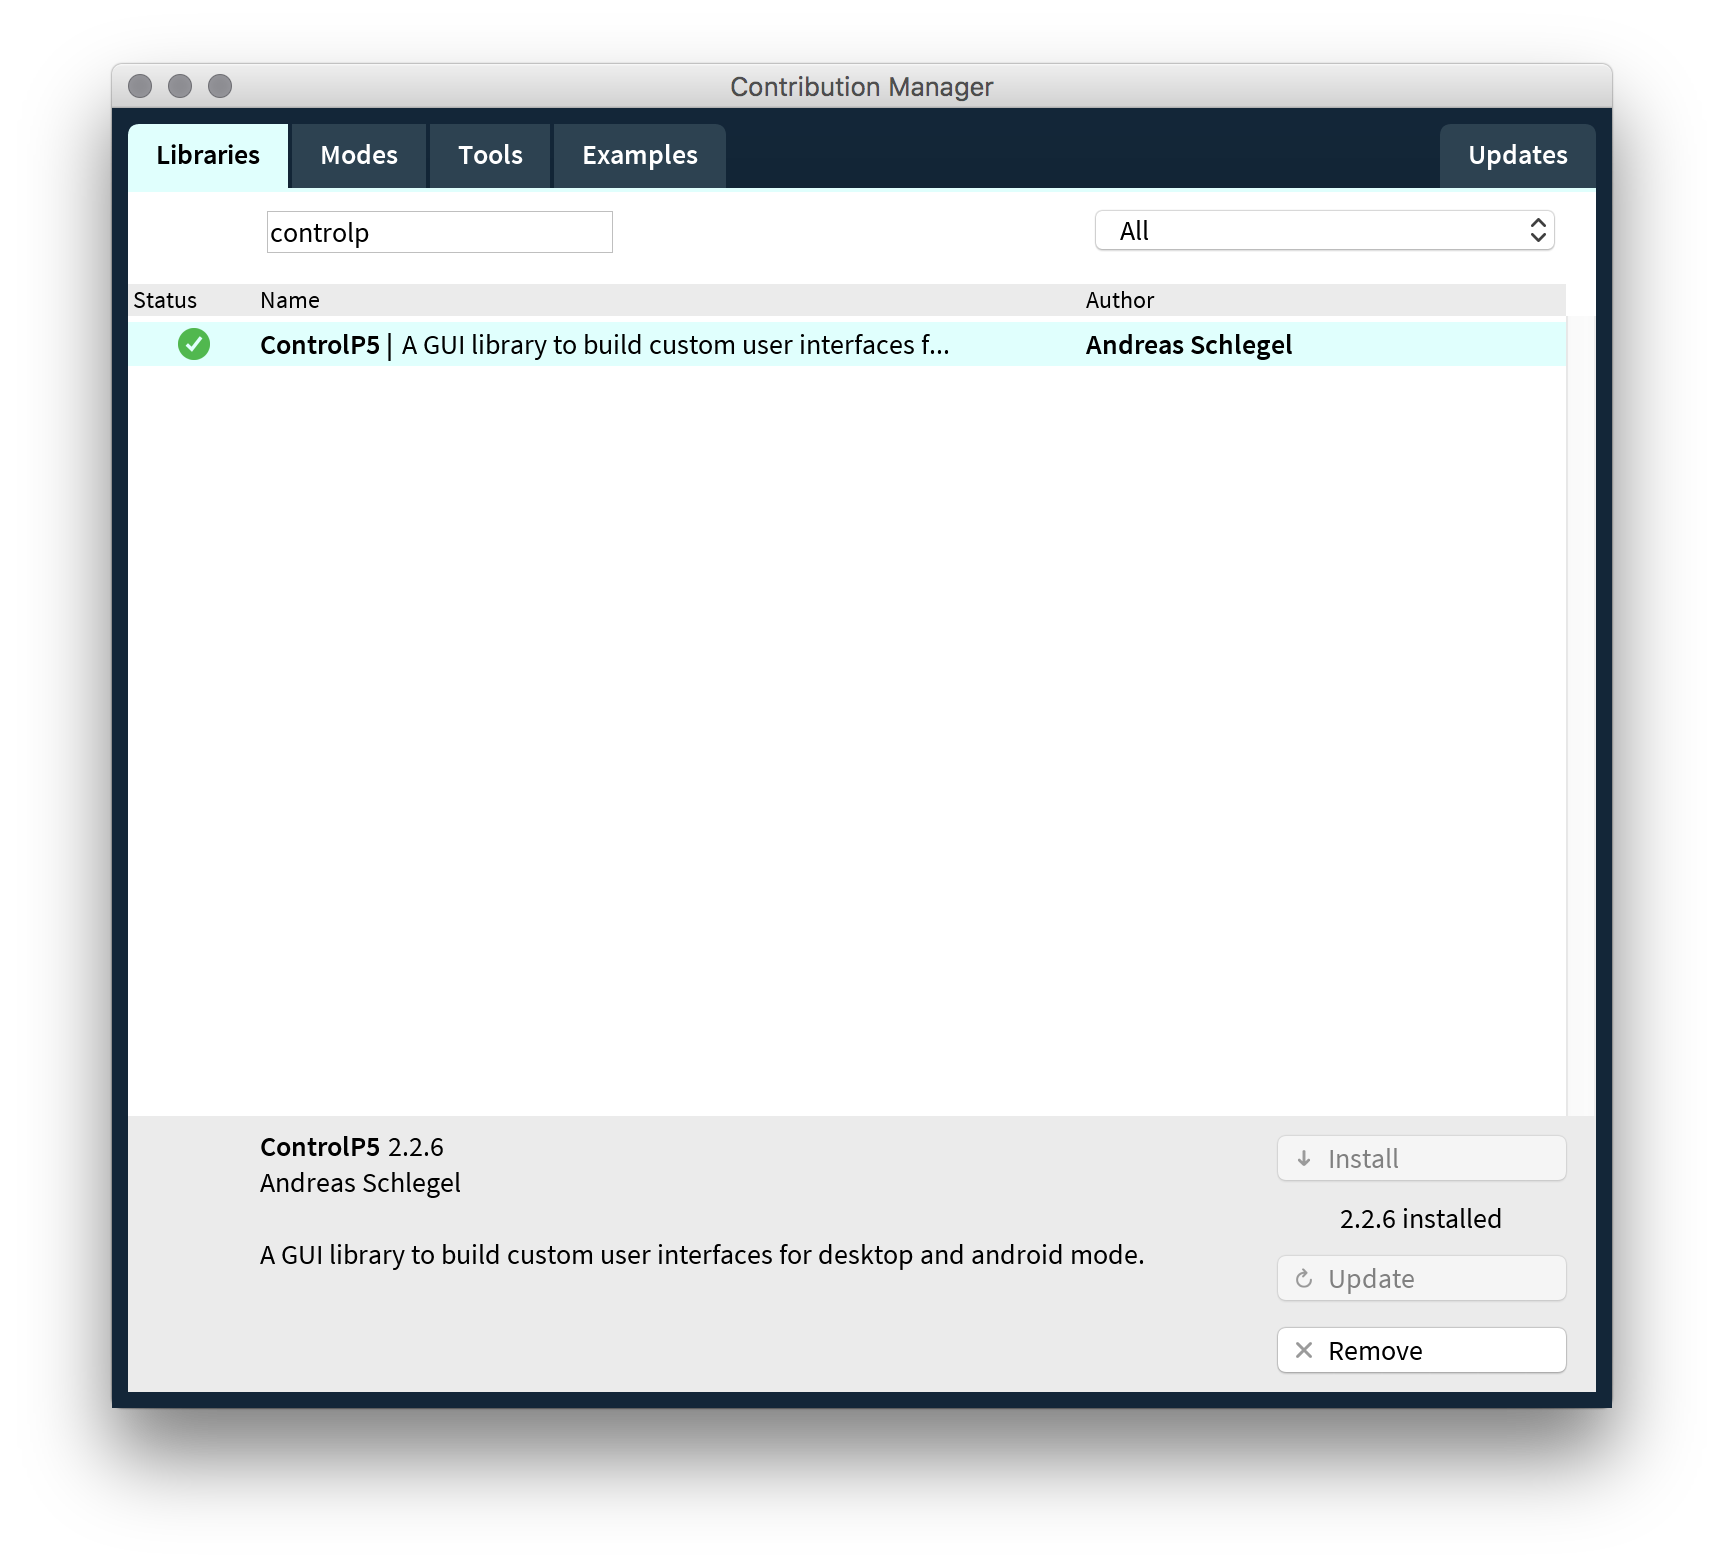 Contribution Manager
Libraries Modes Tools Examples Updates
controlp All
Status Name Author
ControlP5 | A GUI library to build custom user interfaces f... Andreas Schlegel
ControlP5 2.2.6
Andreas Schlegel
A GUI library to build custom user interfaces for desktop and android mode.
Install
2.2.6 installed
Update
Remove